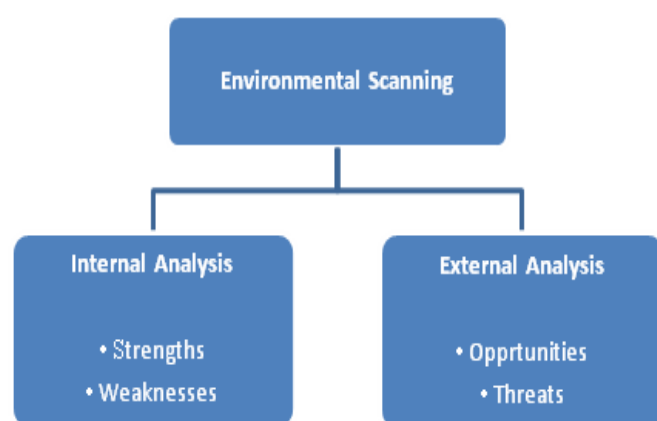 Environmental Scanning
Internal Analysis
• Strengths
• Weaknesses
External Analysis
• Opprtunities
• Threats